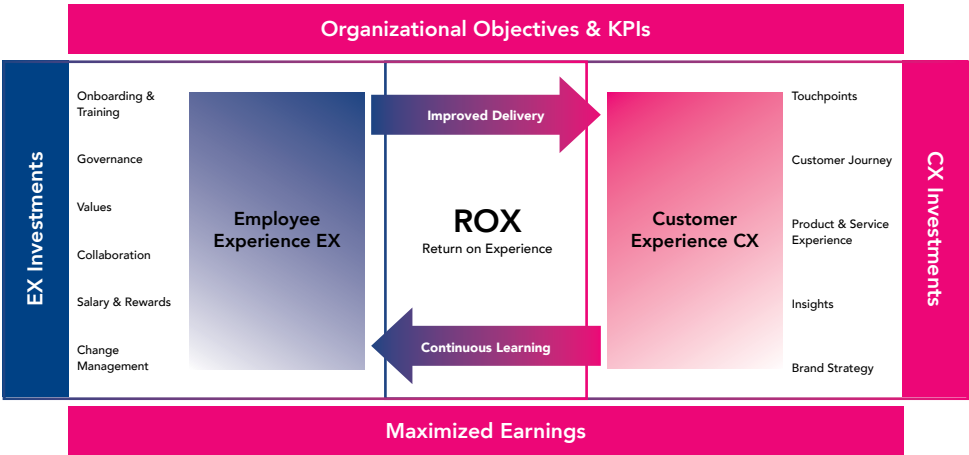 Organizational Objectives & KPIs
EX Investments
Onboarding &
Training
Governance
Values
Collaboration
Salary & Rewards
Change
Management
Employee
Experience EX
Improved Delivery
ROX
Return on Experience
Continuous Learning
Customer
Experience CX
Touchpoints
Customer Journey
Product & Service
Experience
Insights
Brand Strategy
CX Investments
Maximized Earnings